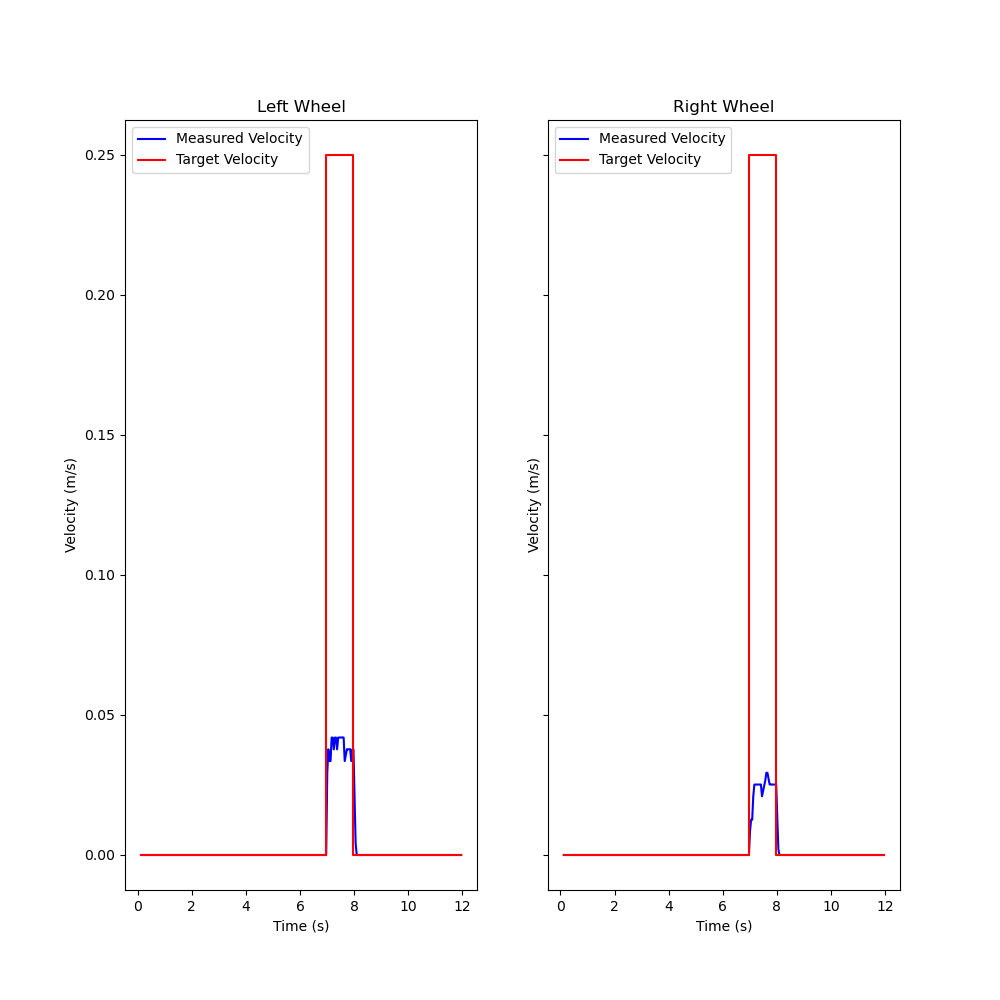 Left Wheel
Measured Velocity
Target Velocity
0.25
0.20
0.15
0.10
0.05
0.00
Velocity (m/s)
0 2 4 6 8 10 12
Time (s)
Right Wheel
Measured Velocity
Target Velocity
Velocity (m/s)
0 2 4 6 8 10 12
Time (s)